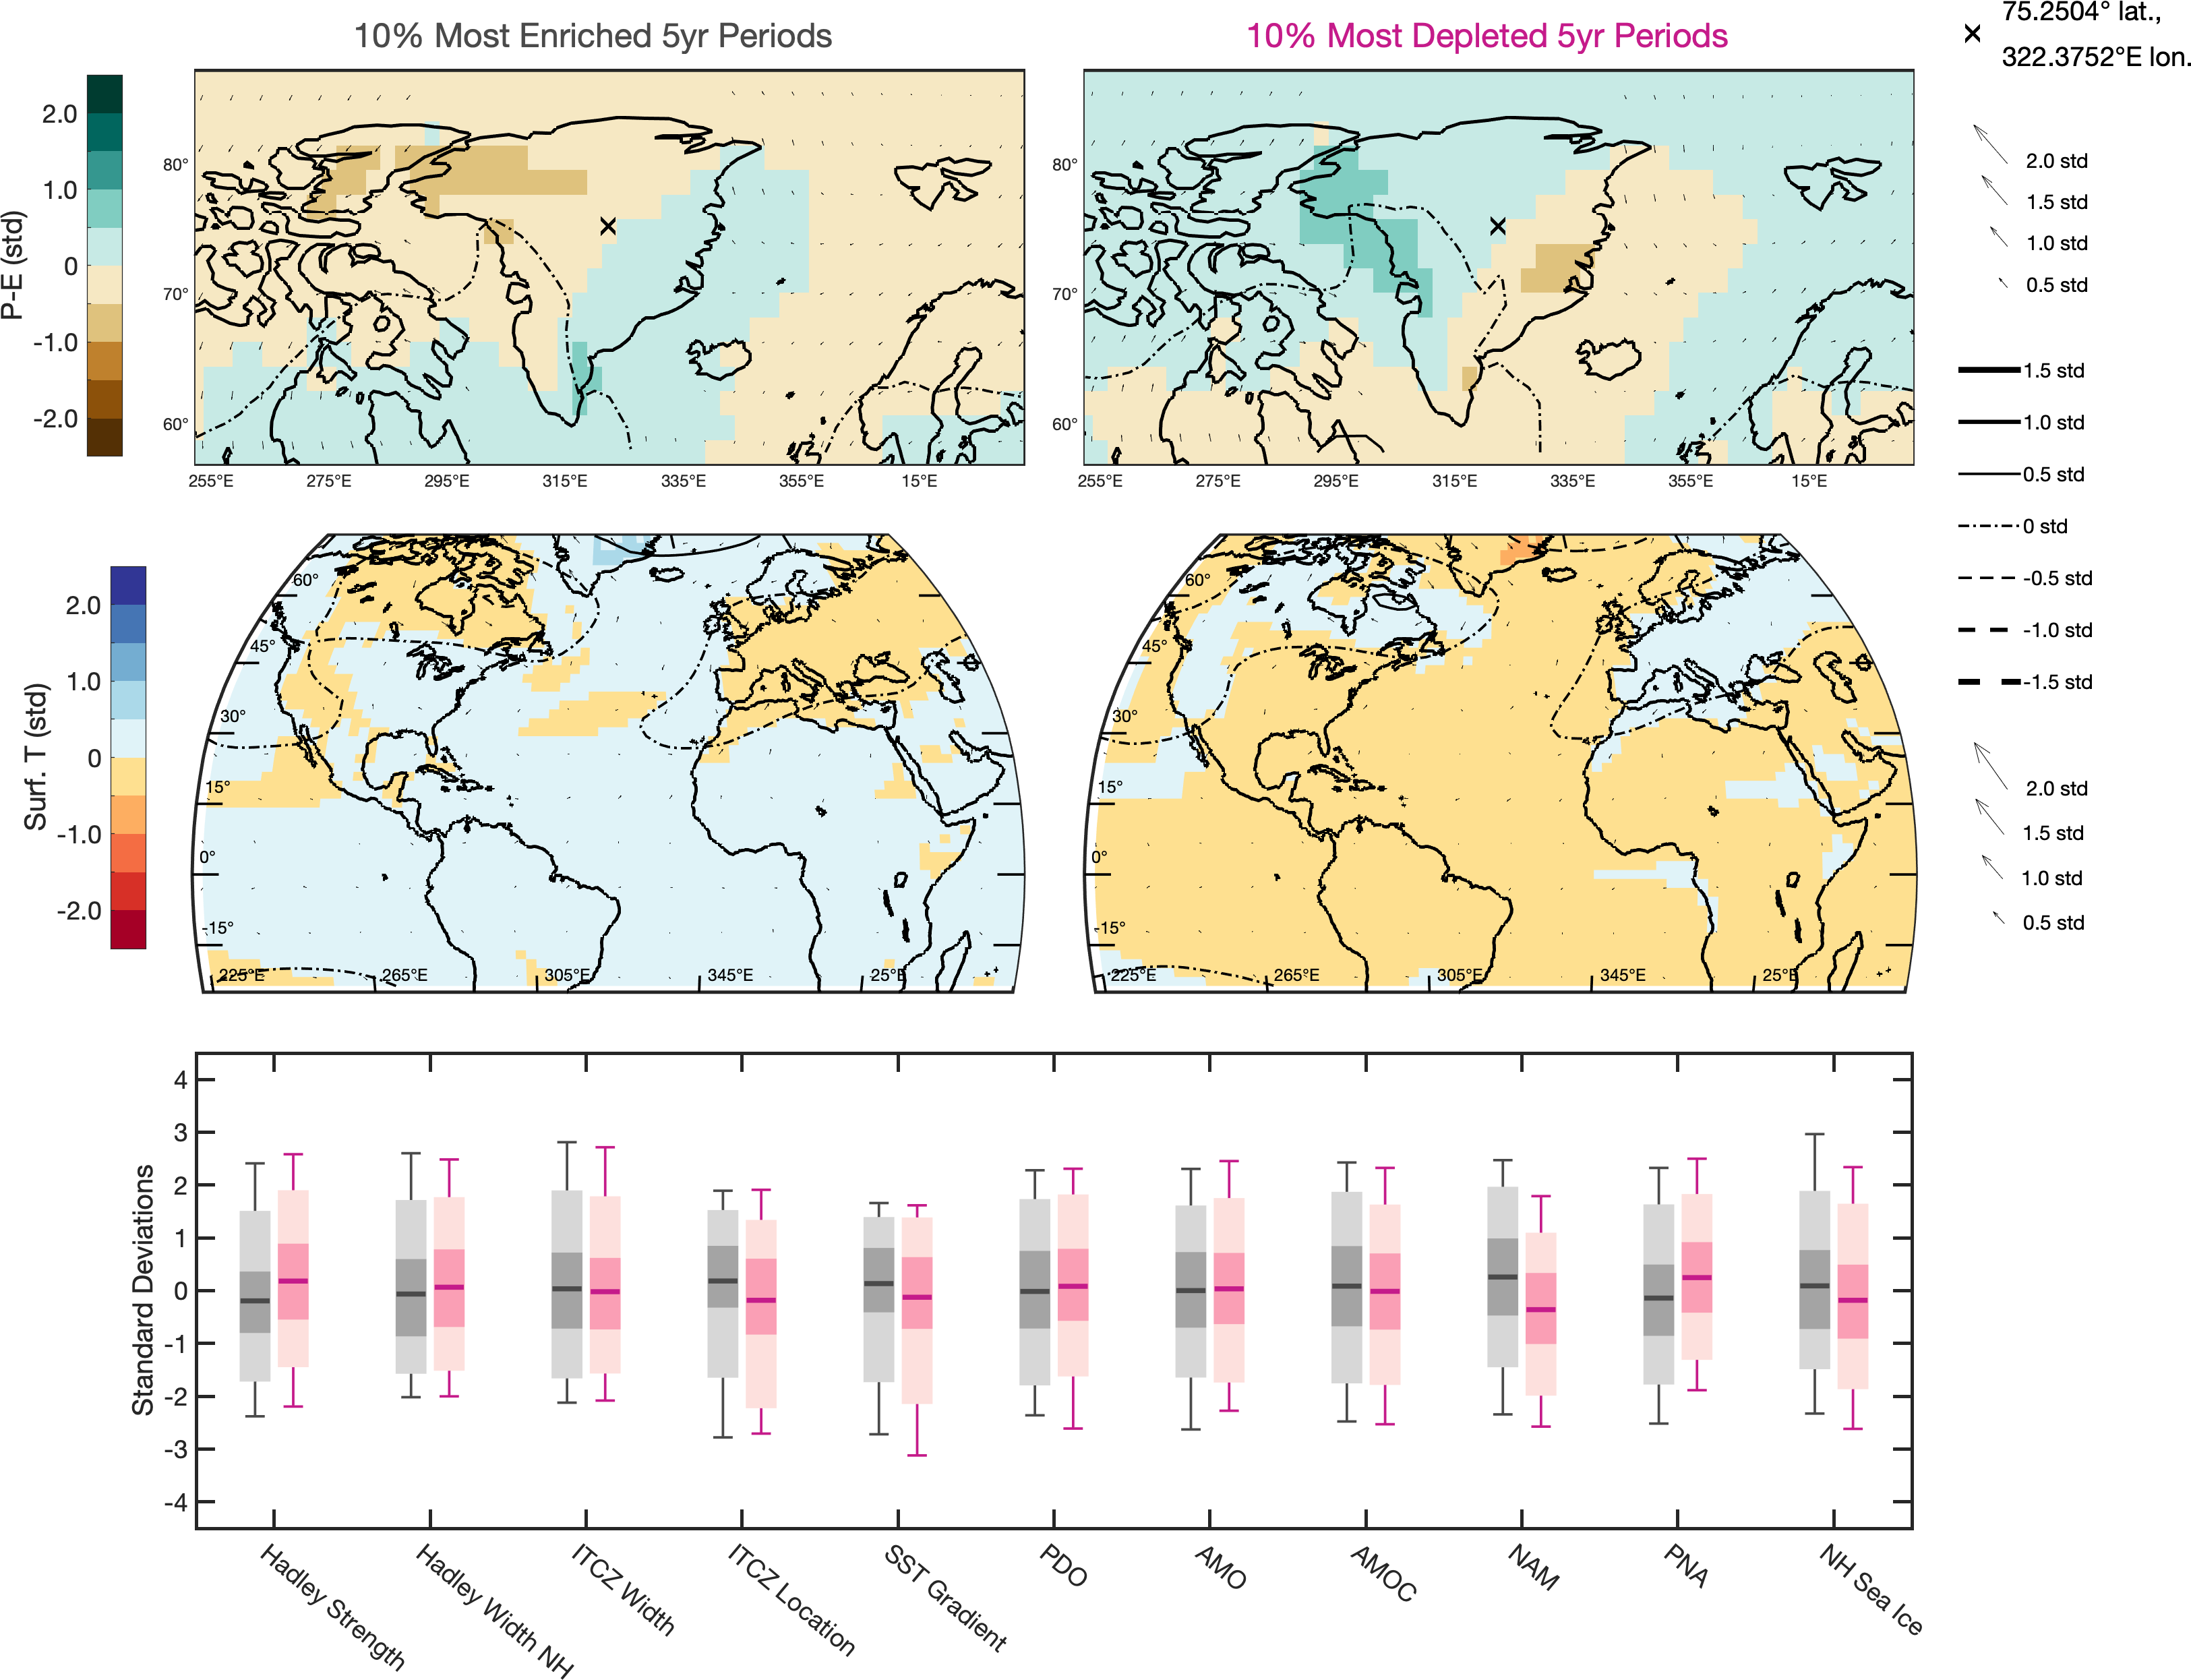 10% Most Enriched 5yr Periods
10% Most Depleted 5yr Periods
75.2504° lat.,
322.3752°E lon.
P-E (std)
2.0
1.0
0
-1.0
-2.0
80°
70°
60°
255°E
275°E
295°E
315°E
335°E
355°E
15°E
80°
70°
60°
255°E
275°E
295°E
315°E
335°E
355°E
15°E
2.0 std
1.5 std
1.0 std
0.5 std
1.5 std
1.0 std
0.5 std
0 std
-0.5 std
-1.0 std
-1.5 std
Surf. T (std)
2.0
1.0
0
-1.0
-2.0
60°
45°
30°
15°
0°
-15°
225°E
265°E
305°E
345°E
25°E
60°
45°
30°
15°
0°
-15°
225°E
265°E
305°E
345°E
25°E
2.0 std
1.5 std
1.0 std
0.5 std
Standard Deviations
4
3
2
1
0
-1
-2
-3
-4
Hadley Strength
Hadley Width NH
ITCZ Width
ITCZ Location
SST Gradient
PDO
AMO
AMOC
NAM
PNA
NH Sea Ice